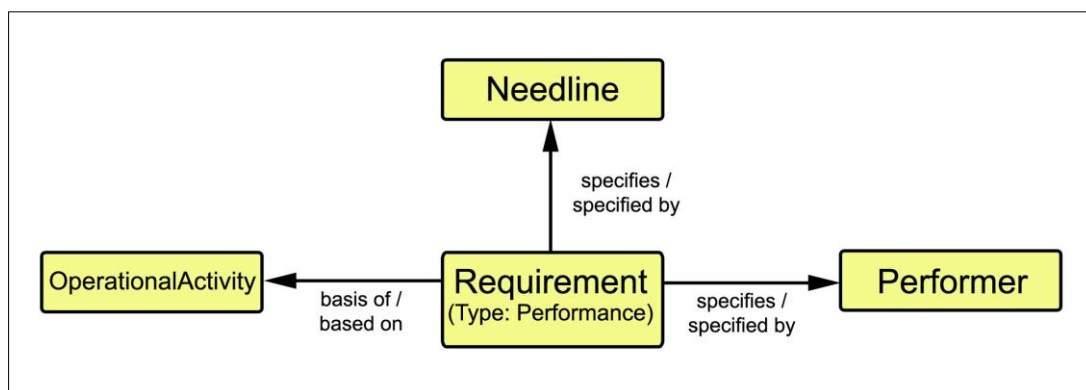 Needline
specifies /
specified by
OperationalActivity
basis of /
based on
Requirement
(Type: Performance)
specifies /
specified by
Performer